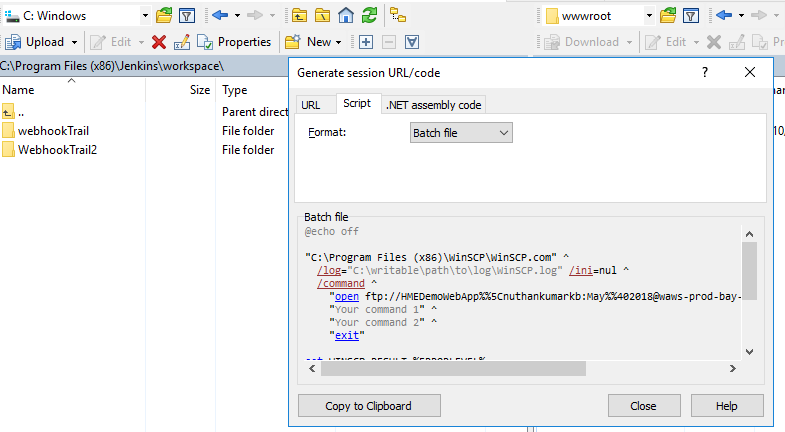 C: Windows
wwwroot
Upload
Edit
Properties
New
Download
Edit
C:\Program Files (x86)\Jenkins\workspace\
Name
Size
Type
..
Parent direct
webhookTrail
File folder
WebhookTrail2
File folder
Generate session URL/code
?
URL
Script
.NET assembly code
Format:
Batch file
Batch file
@echo off
"C:\Program Files (x86)\WinSCP\WinSCP.com" ^
/log="C:\writable\path\to\log\WinSCP.log" /ini=nul ^
/command ^
"open ftp://HMEDemoWebApp%%5Cnuthankumarkb:May%%402018@waws-prod-bay-
"Your command 1" ^
"Your command 2" ^
"exit"
set WINSCP_RESULT=%ERRORLEVEL%
Copy to Clipboard
Close
Help